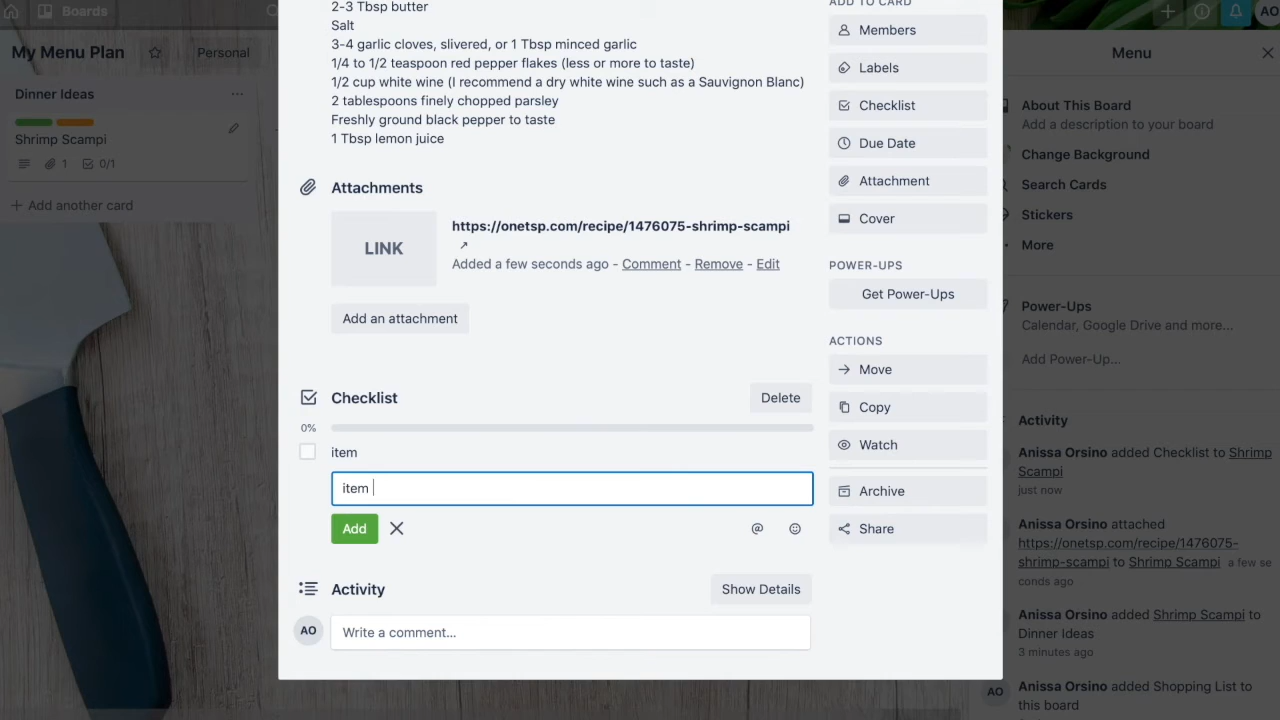 Boards
AO
My Menu Plan
Personal
Dinner Ideas
Shrimp Scampi
1
0/1
Add another card
2-3 Tbsp butter
Salt
3-4 garlic cloves, slivered, or 1 Tbsp minced garlic
1/4 to 1/2 teaspoon red pepper flakes (less or more to taste)
1/2 cup white wine (I recommend a dry white wine such as a Sauvignon Blanc)
2 tablespoons finely chopped parsley
Freshly ground black pepper to taste
1 Tbsp lemon juice
Attachments
LINK
https://onetsp.com/recipe/1476075-shrimp-scampi
Added a few seconds ago - Comment - Remove - Edit
Add an attachment
Checklist
Delete
0%
item
item
Add
Activity
Show Details
AO
Write a comment...
ADD TO CARD
Members
Labels
Checklist
Due Date
Attachment
Cover
POWER-UPS
Get Power-Ups
ACTIONS
Move
Copy
Watch
Archive
Share
Menu
About This Board
Add a description to your board
Change Background
Search Cards
Stickers
More
Power-Ups
Calendar, Google Drive and more...
Add Power-Up...
Activity
Anissa Orsino added Checklist to Shrimp
Scampi
just now
Anissa Orsino attached
https://onetsp.com/recipe/1476075-
shrimp-scampi to Shrimp Scampi a few se
conds ago
Anissa Orsino added Shrimp Scampi to
Dinner Ideas
3 minutes ago
AO
Anissa Orsino added Shopping List to
this board